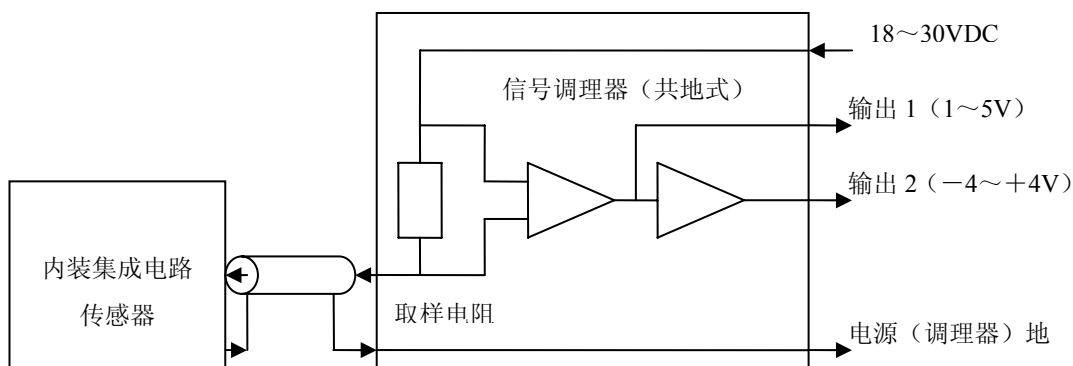 18～30VDC
信号调理器（共地式）
输出 1（1～5V）
输出 2（－4～＋4V）
内装集成电路
传感器
取样电阻
电源（调理器）地